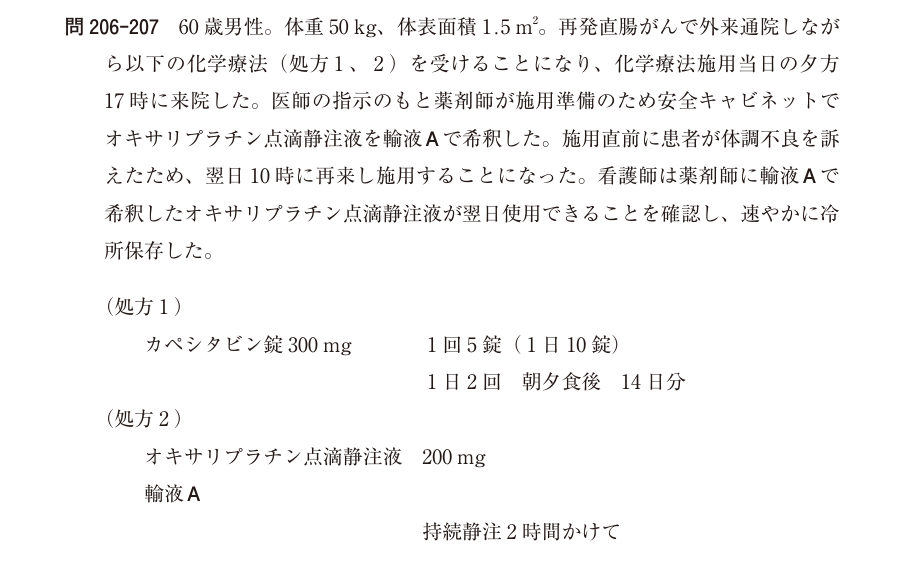 問 206-207　60 歳男性。体重 50 kg、体表面積 1.5 m²。再発直腸がんで外来通院しなが
ら以下の化学療法（処方１、２）を受けることになり、化学療法施用当日の夕方
17 時に来院した。医師の指示のもと薬剤師が施用準備のため安全キャビネットで
オキサリプラチン点滴静注液を輸液 A で希釈した。施用直前に患者が体調不良を訴
えたため、翌日 10 時に再来し施用することになった。看護師は薬剤師に輸液 A で
希釈したオキサリプラチン点滴静注液が翌日使用できることを確認し、速やかに冷
所保存した。
（処方１）
カペシタビン錠 300 mg　1 回 5 錠（１日 10 錠）
1 日 2 回　朝夕食後　14 日分
（処方２）
オキサリプラチン点滴静注液　200 mg
輸液 A
持続静注 2 時間かけて